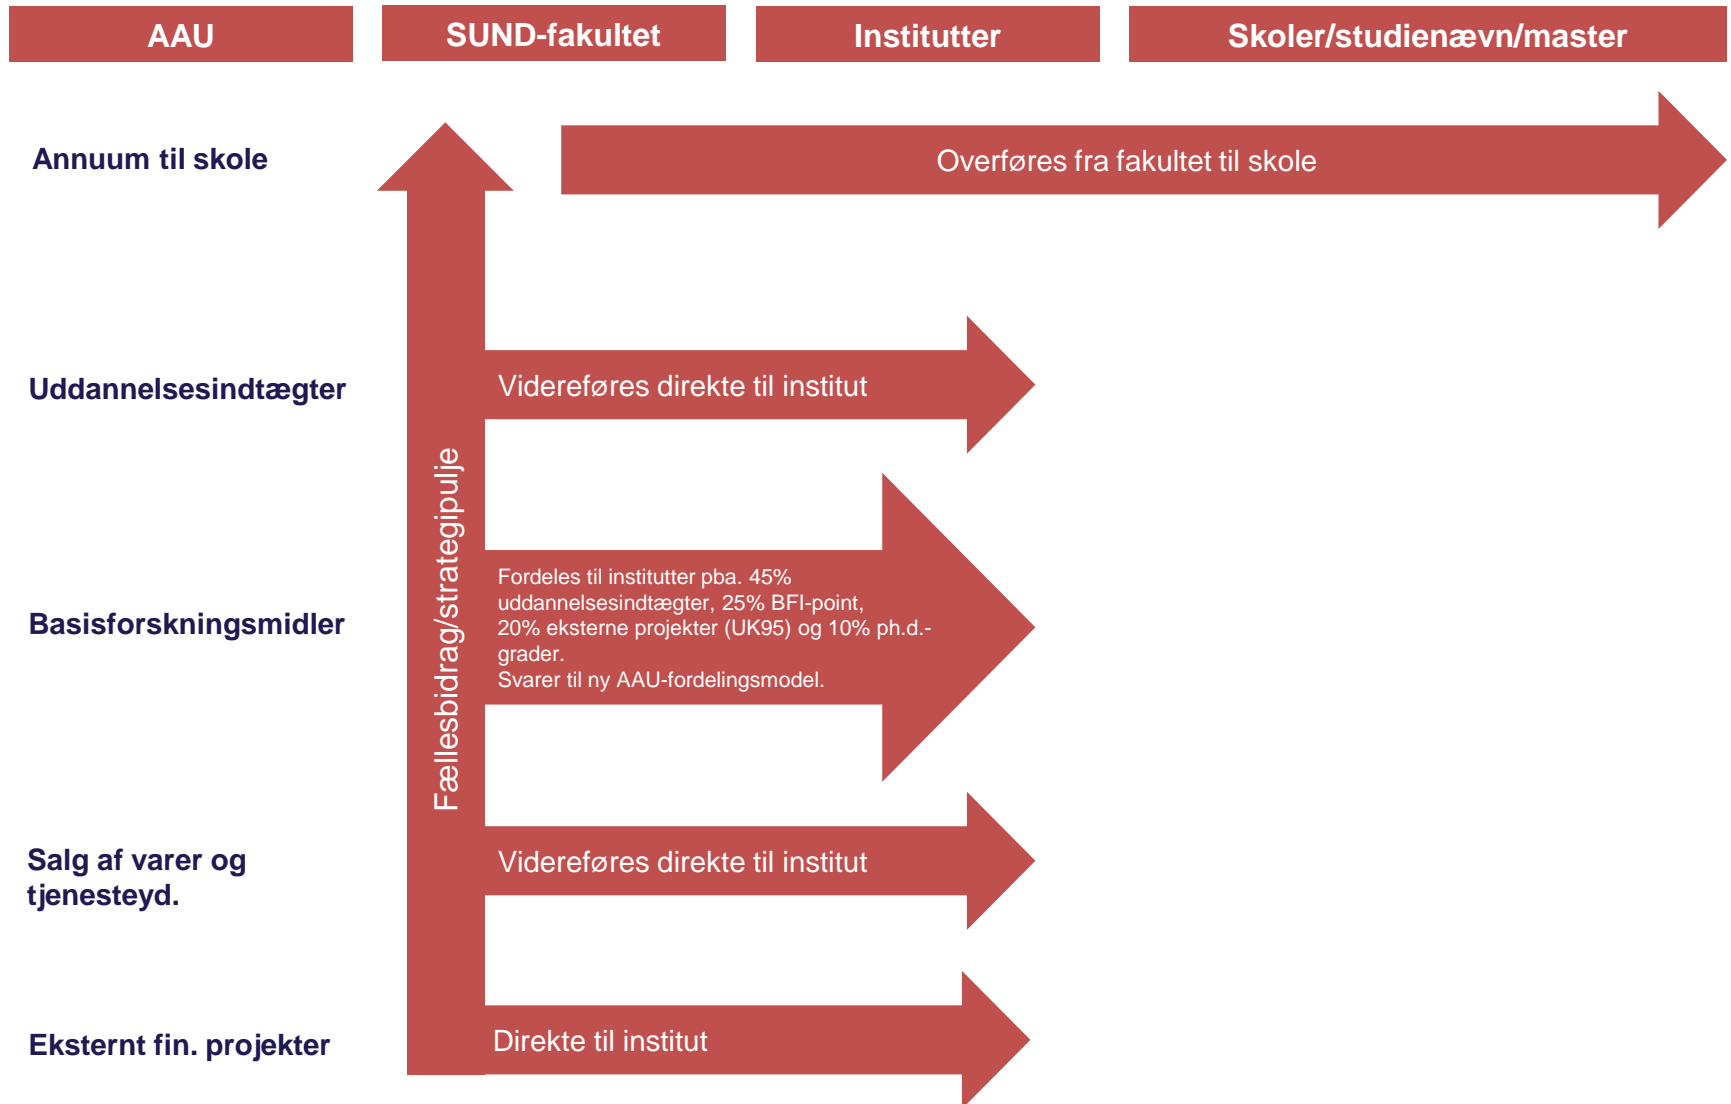 AAU
SUND-fakultet
Institutter
Skoler/studienævn/master
Annuum til skole
Overføres fra fakultet til skole
Fællesbidrag/strategipulje
Uddannelsesindtægter
Videreføres direkte til institut
Basisforskningsmidler
Fordeles til institutter pba. 45%
uddannelsesindtægter, 25% BFI-point,
20% eksterne projekter (UK95) og 10% ph.d.-
grader.
Svarer til ny AAU-fordelingsmodel.
Salg af varer og
tjenesteyd.
Videreføres direkte til institut
Eksternt fin. projekter
Direkte til institut